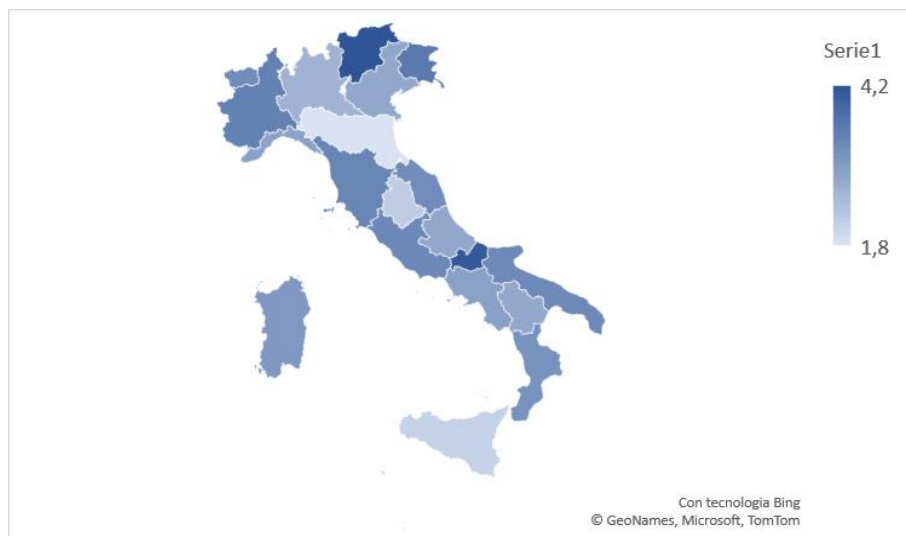 Serie1
4,2
1,8
Con tecnologia Bing
© GeoNames, Microsoft, TomTom